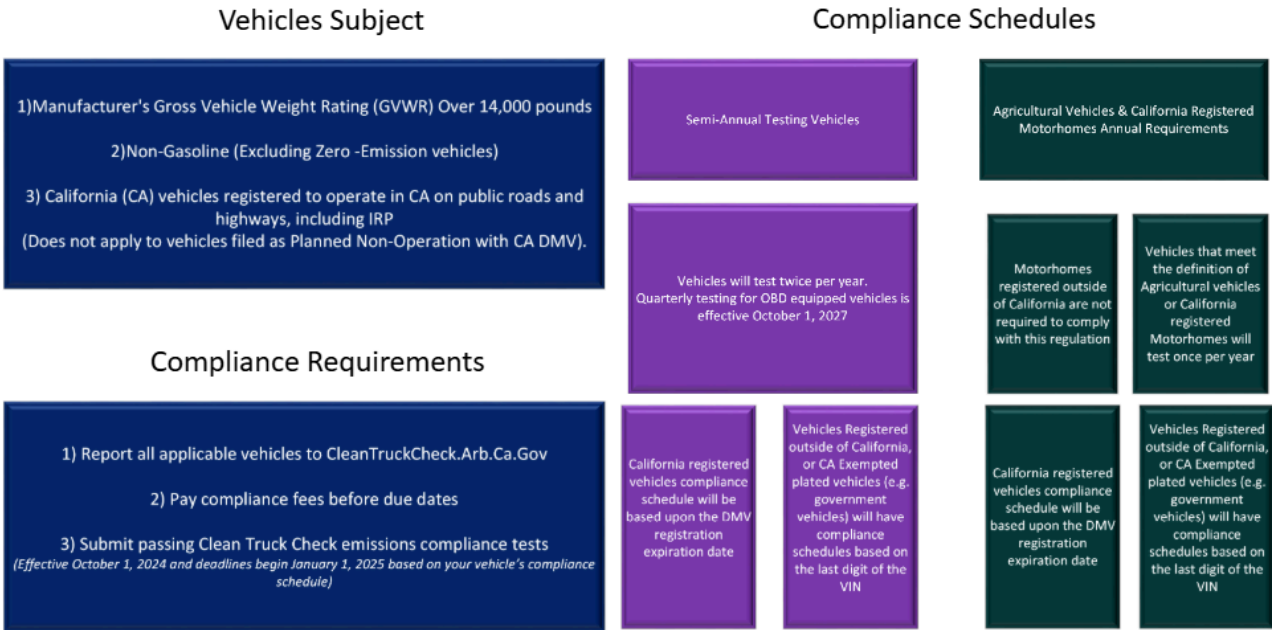 Vehicles Subject
1)Manufacturer's Gross Vehicle Weight Rating (GVWR) Over 14,000 pounds
2)Non-Gasoline (Excluding Zero -Emission vehicles)
3) California (CA) vehicles registered to operate in CA on public roads and
highways, including IRP
(Does not apply to vehicles filed as Planned Non-Operation with CA DMV).
Compliance Requirements
1) Report all applicable vehicles to CleanTruckCheck.Arb.Ca.Gov
2) Pay compliance fees before due dates
3) Submit passing Clean Truck Check emissions compliance tests
(Effective October 1, 2024 and deadlines begin January 1, 2025 based on your vehicle's compliance
schedule)
Compliance Schedules
Semi-Annual Testing Vehicles
Vehicles will test twice per year.
Quarterly testing for OBD equipped vehicles is
effective October 1, 2027
California registered
vehicles compliance
schedule will be
based upon the DMV
registration
expiration date
Vehicles Registered
outside of California,
or CA Exempted
plated vehicles (e.g.
government
vehicles) will have
compliance
schedules based on
the last digit of the
VIN
Agricultural Vehicles & California Registered
Motorhomes Annual Requirements
Motorhomes
registered outside
of California are not
required to comply
with this regulation
Vehicles that meet
the definition of
Agricultural vehicles
or California
registered
Motorhomes will
test once per year
California registered
vehicles compliance
schedule will be
based upon the DMV
registration
expiration date
Vehicles Registered
outside of California,
or CA Exempted
plated vehicles (e.g.
government
vehicles) will have
compliance
schedules based on
the last digit of the
VIN